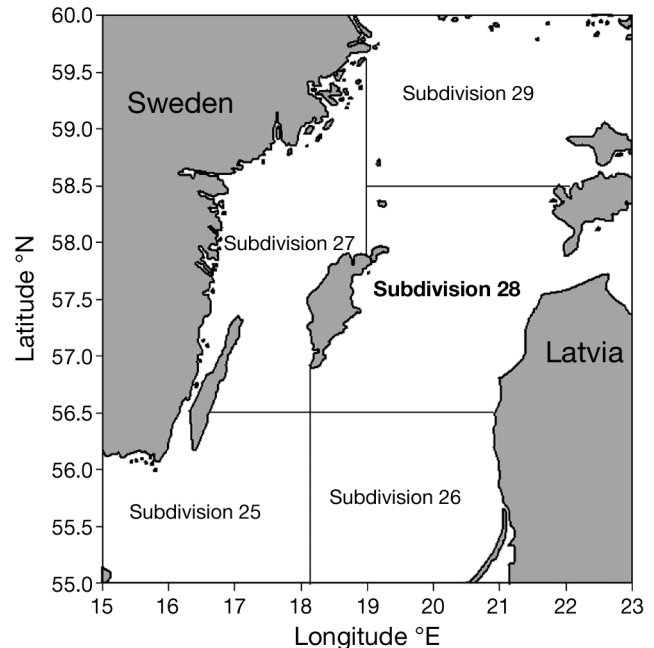 60.0
59.5
59.0
58.5
58.0
57.5
57.0
56.5
56.0
55.5
55.0
Latitude °N
Sweden
Subdivision 29
Subdivision 27
Subdivision 28
Latvia
Subdivision 25
Subdivision 26
15 16 17 18 19 20 21 22 23
Longitude °E